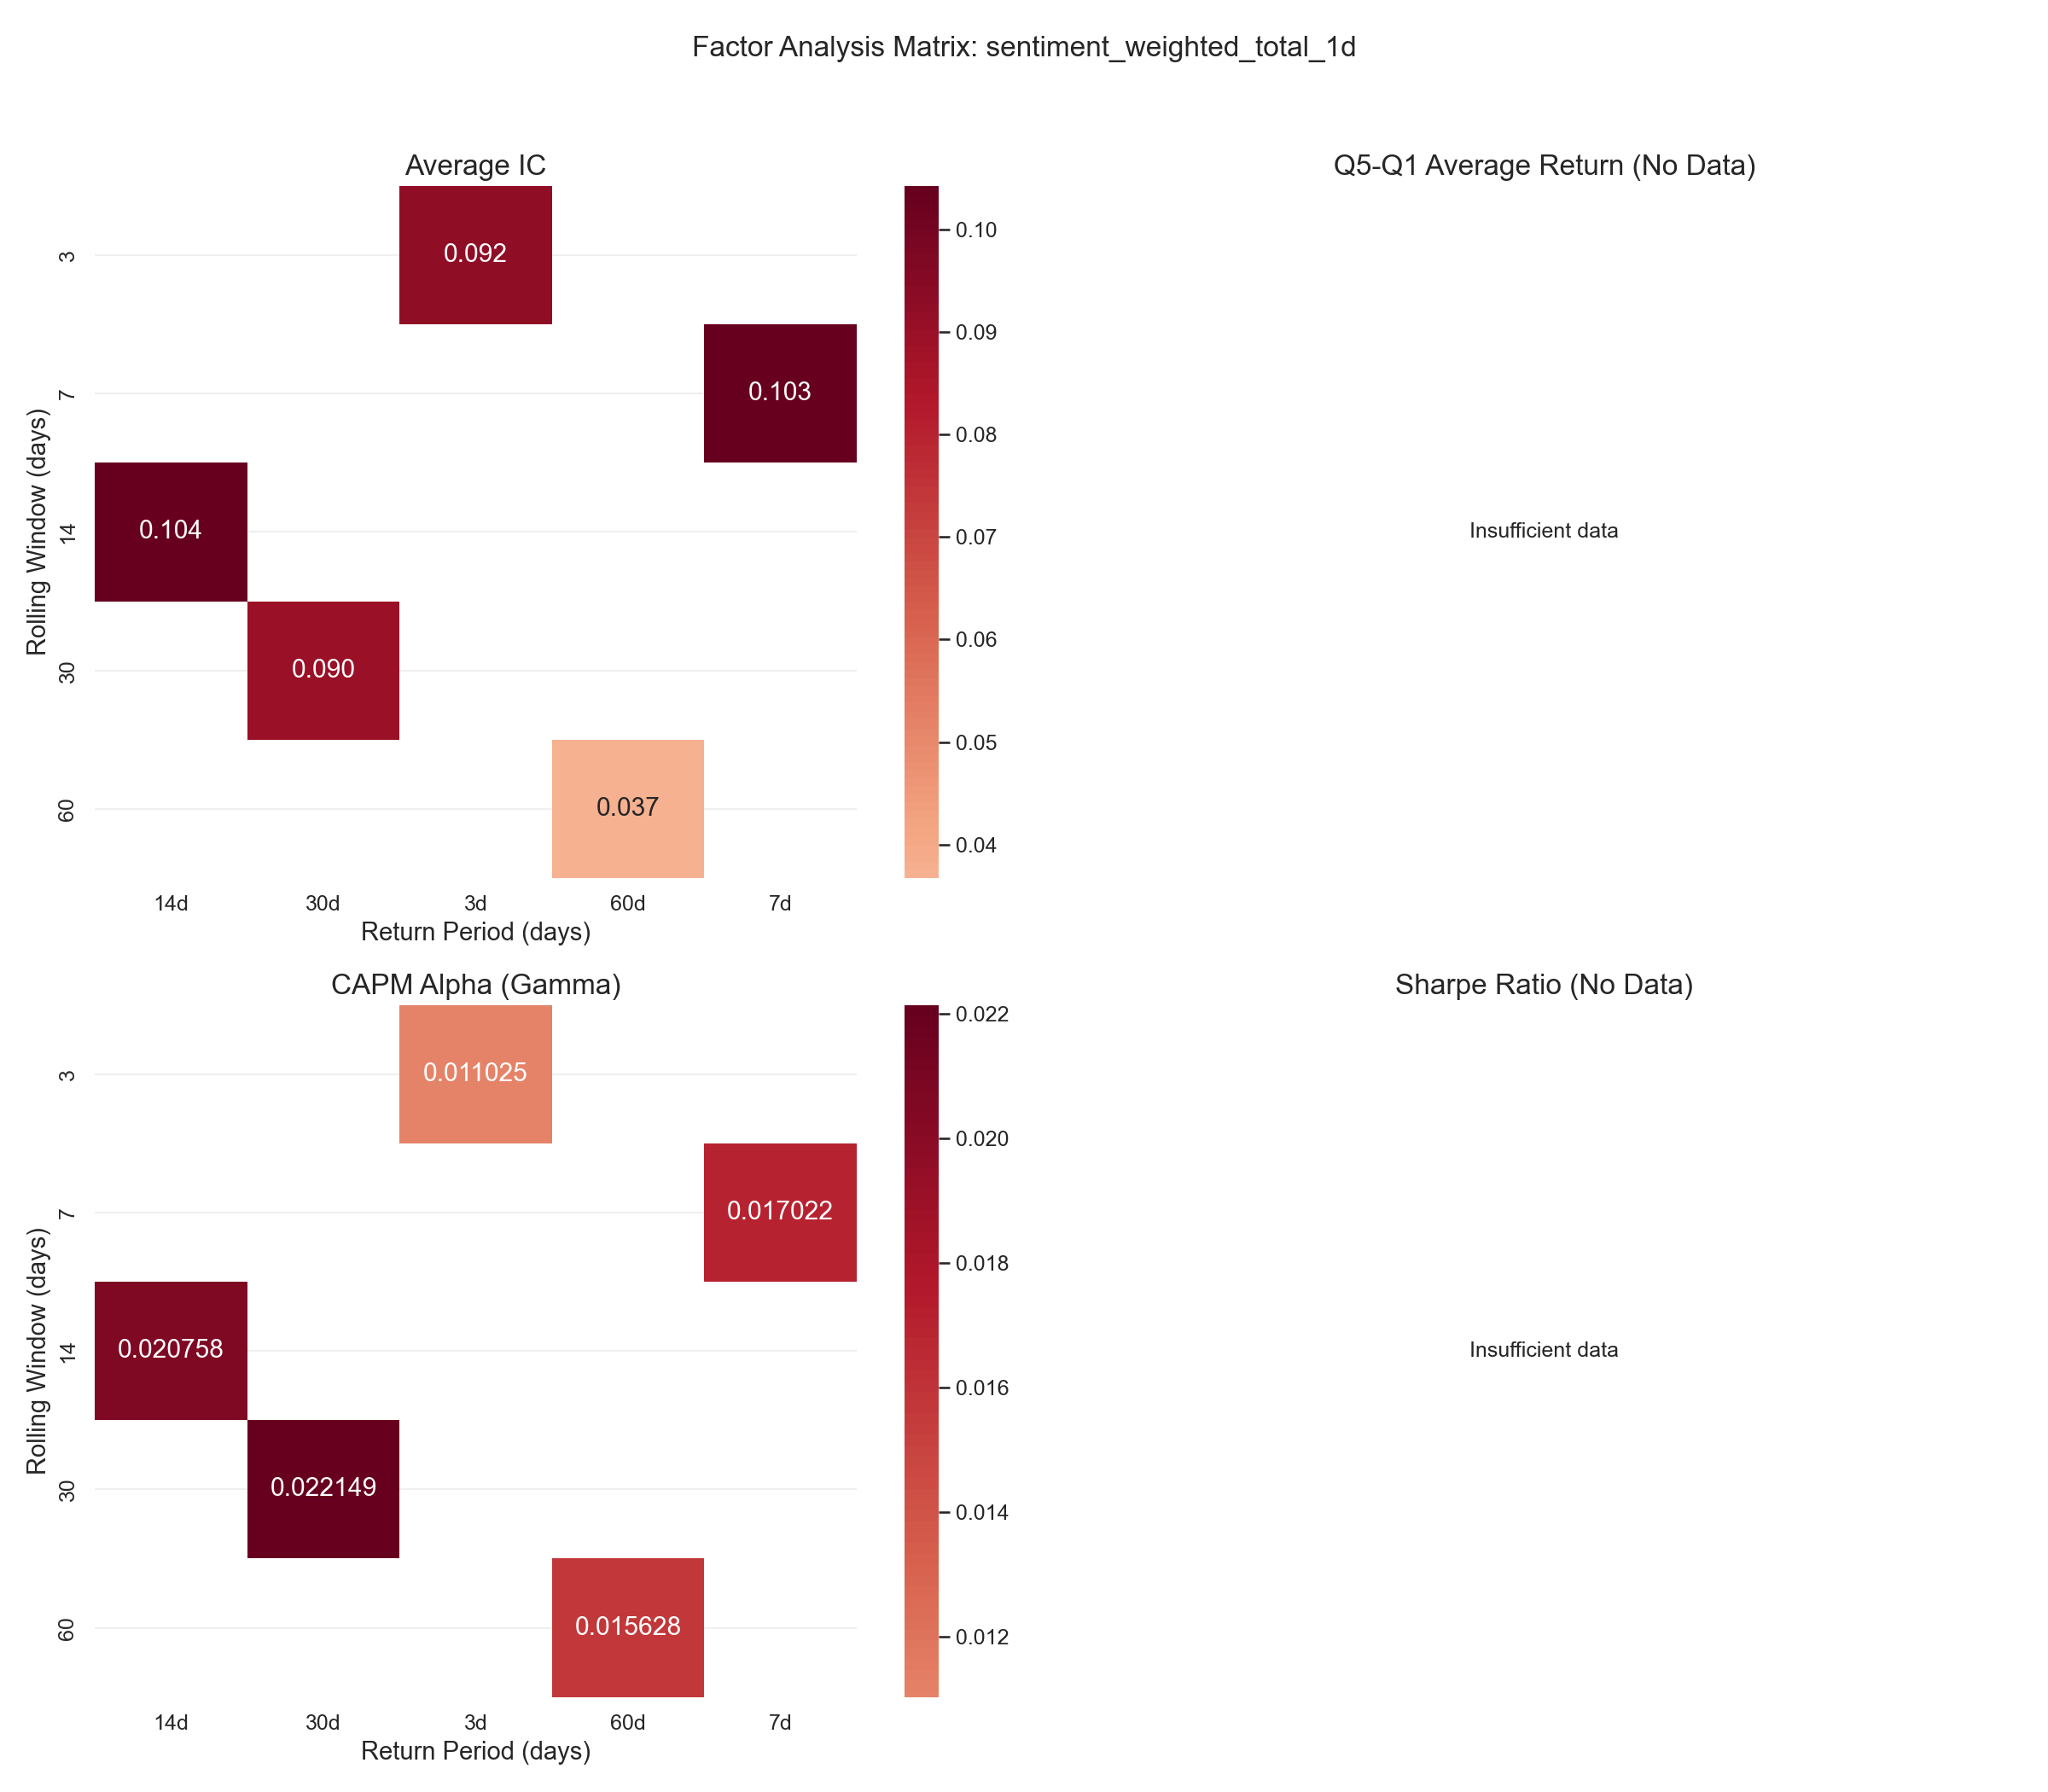 Factor Analysis Matrix: sentiment_weighted_total_1d
Average IC
3
7
14
30
60
Rolling Window (days)
0.092
0.103
0.104
0.090
0.037
14d 30d 3d 60d 7d
Return Period (days)
0.10
0.09
0.08
0.07
0.06
0.05
0.04
Q5-Q1 Average Return (No Data)
Insufficient data
CAPM Alpha (Gamma)
3
7
14
30
60
Rolling Window (days)
0.011025
0.017022
0.020758
0.022149
0.015628
14d 30d 3d 60d 7d
Return Period (days)
0.022
0.020
0.018
0.016
0.014
0.012
Sharpe Ratio (No Data)
Insufficient data